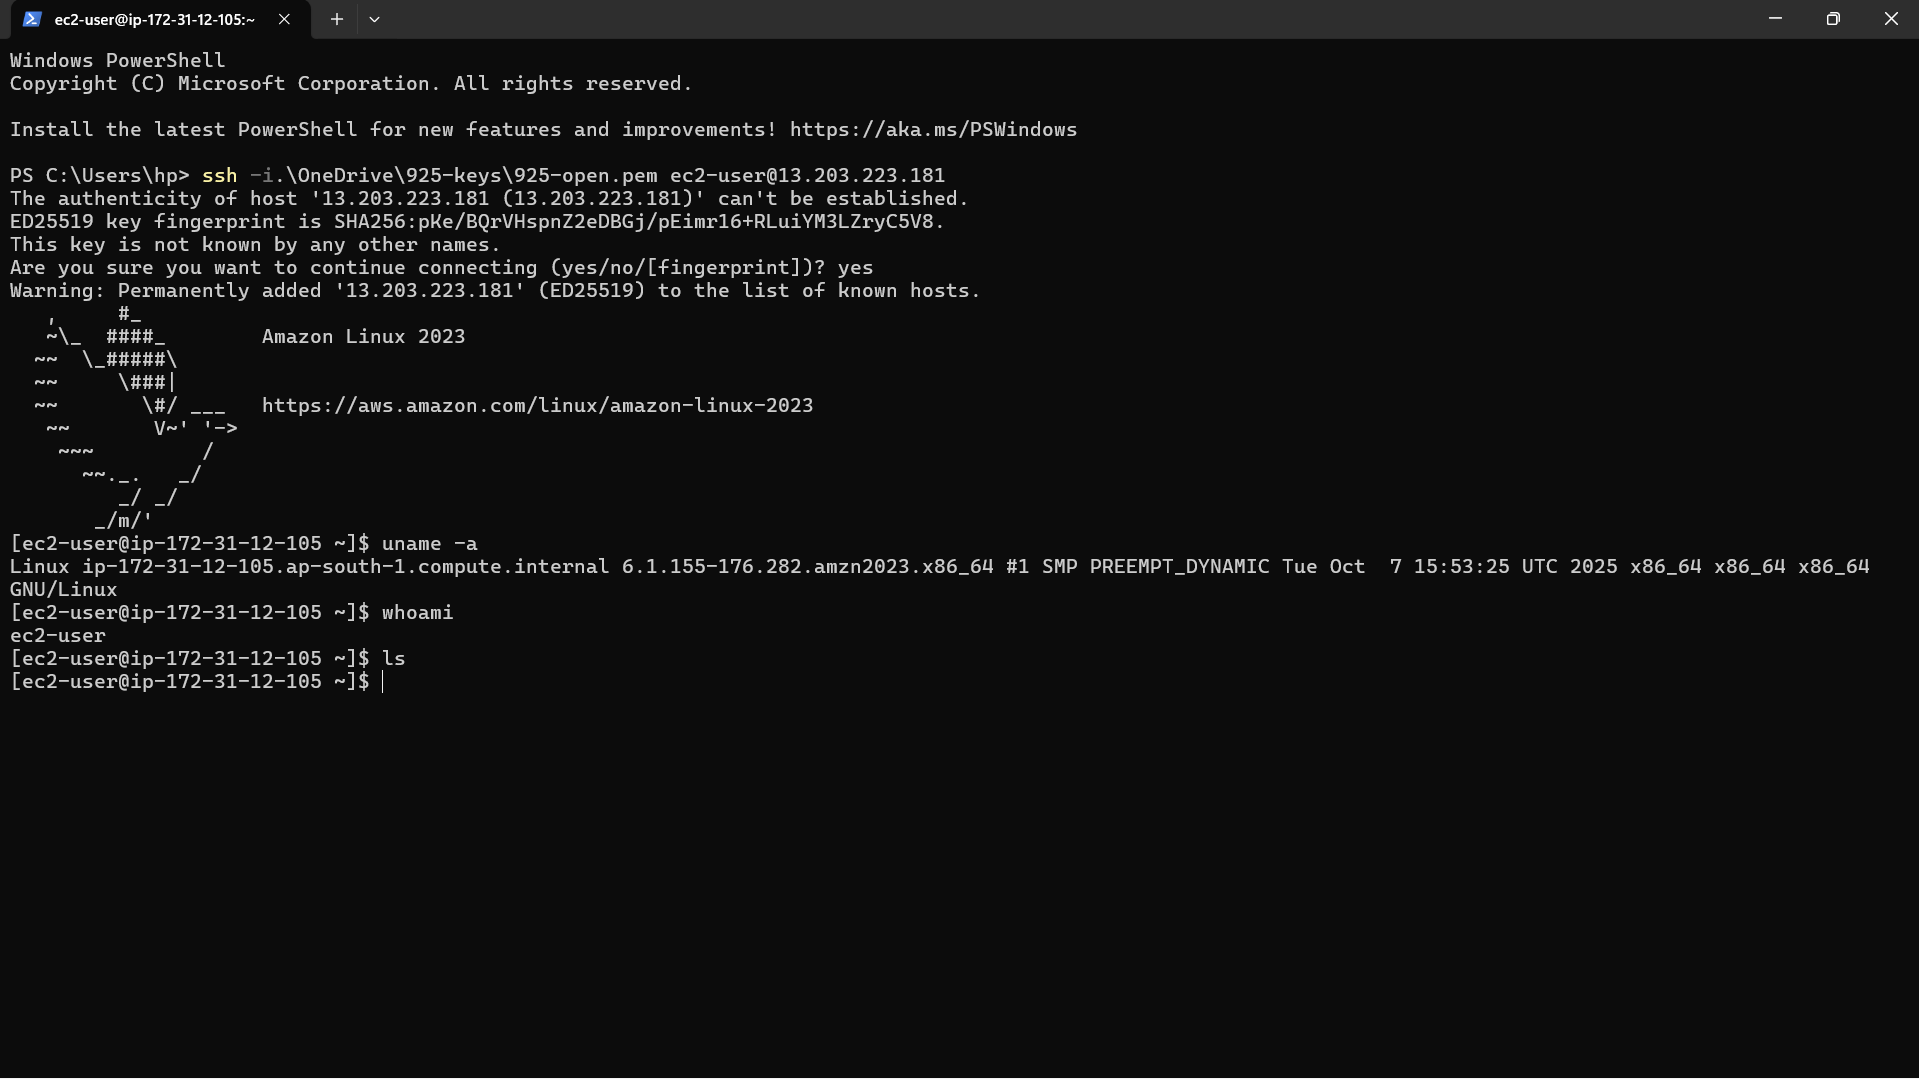 ec2-user@ip-172-31-12-105:~
Windows PowerShell
Copyright (C) Microsoft Corporation. All rights reserved.
Install the latest PowerShell for new features and improvements! https://aka.ms/PSWindows
PS C:\Users\hp> ssh -i.\OneDrive\925-keys\925-open.pem ec2-user@13.203.223.181
The authenticity of host '13.203.223.181 (13.203.223.181)' can't be established.
ED25519 key fingerprint is SHA256:pKe/BQrVHspnZ2eDBGj/pEimr16+RLuiYM3LZryC5V8.
This key is not known by any other names.
Are you sure you want to continue connecting (yes/no/[fingerprint])? yes
Warning: Permanently added '13.203.223.181' (ED25519) to the list of known hosts.
   ,     #_
   ~\_  ####_        Amazon Linux 2023
  ~~  \_#####\
  ~~     \###|
  ~~       \#/ ___   https://aws.amazon.com/linux/amazon-linux-2023
   ~~       V~' '->
    ~~~         /
      ~~._.   _/
         _/ _/
       _/m/'
[ec2-user@ip-172-31-12-105 ~]$ uname -a
Linux ip-172-31-12-105.ap-south-1.compute.internal 6.1.155-176.282.amzn2023.x86_64 #1 SMP PREEMPT_DYNAMIC Tue Oct  7 15:53:25 UTC 2025 x86_64 x86_64 x86_64
GNU/Linux
[ec2-user@ip-172-31-12-105 ~]$ whoami
ec2-user
[ec2-user@ip-172-31-12-105 ~]$ ls
[ec2-user@ip-172-31-12-105 ~]$